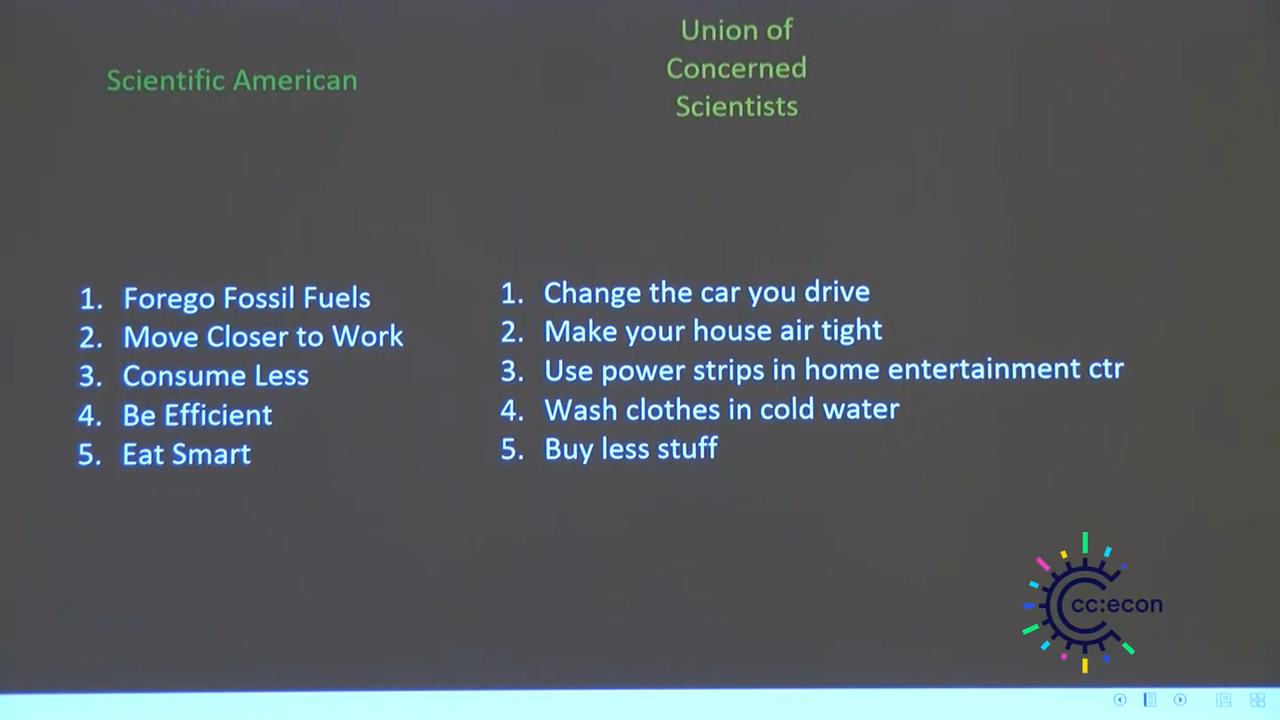 Scientific American
Union of
Concerned
Scientists
1. Forego Fossil Fuels
2. Move Closer to Work
3. Consume Less
4. Be Efficient
5. Eat Smart
1. Change the car you drive
2. Make your house air tight
3. Use power strips in home entertainment ctr
4. Wash clothes in cold water
5. Buy less stuff
cc:econ